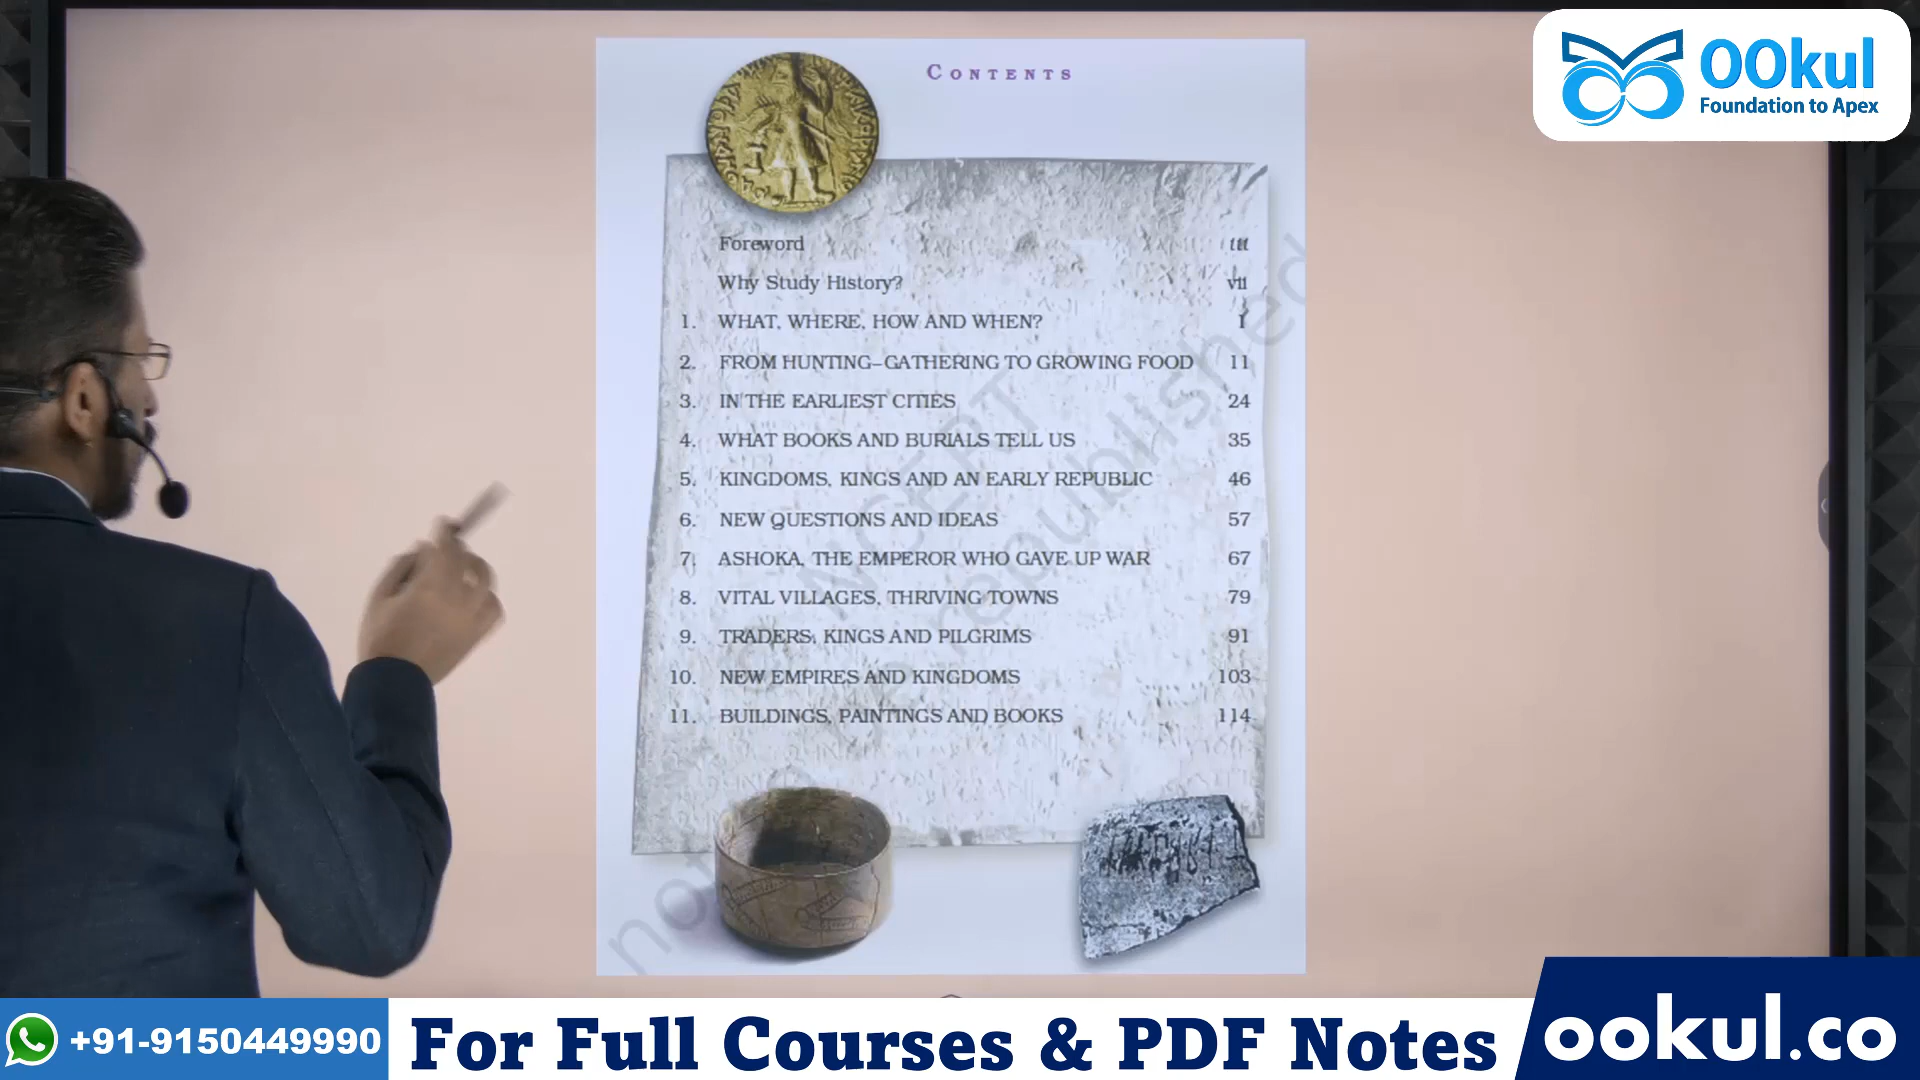 OOkul
Foundation to Apex
CONTENTS
Foreword iii
Why Study History? vii
1. WHAT, WHERE, HOW AND WHEN? 1
2. FROM HUNTING–GATHERING TO GROWING FOOD 11
3. IN THE EARLIEST CITIES 24
4. WHAT BOOKS AND BURIALS TELL US 35
5. KINGDOMS, KINGS AND AN EARLY REPUBLIC 46
6. NEW QUESTIONS AND IDEAS 57
7. ASHOKA, THE EMPEROR WHO GAVE UP WAR 67
8. VITAL VILLAGES, THRIVING TOWNS 79
9. TRADERS, KINGS AND PILGRIMS 91
10. NEW EMPIRES AND KINGDOMS 103
11. BUILDINGS, PAINTINGS AND BOOKS 114
NCERT
not republished
+91-9150449990
For Full Courses & PDF Notes
ookul.co